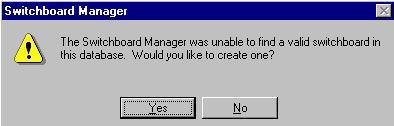 Switchboard Manager
The Switchboard Manager was unable to find a valid switchboard in
this database.  Would you like to create one?
Yes
No